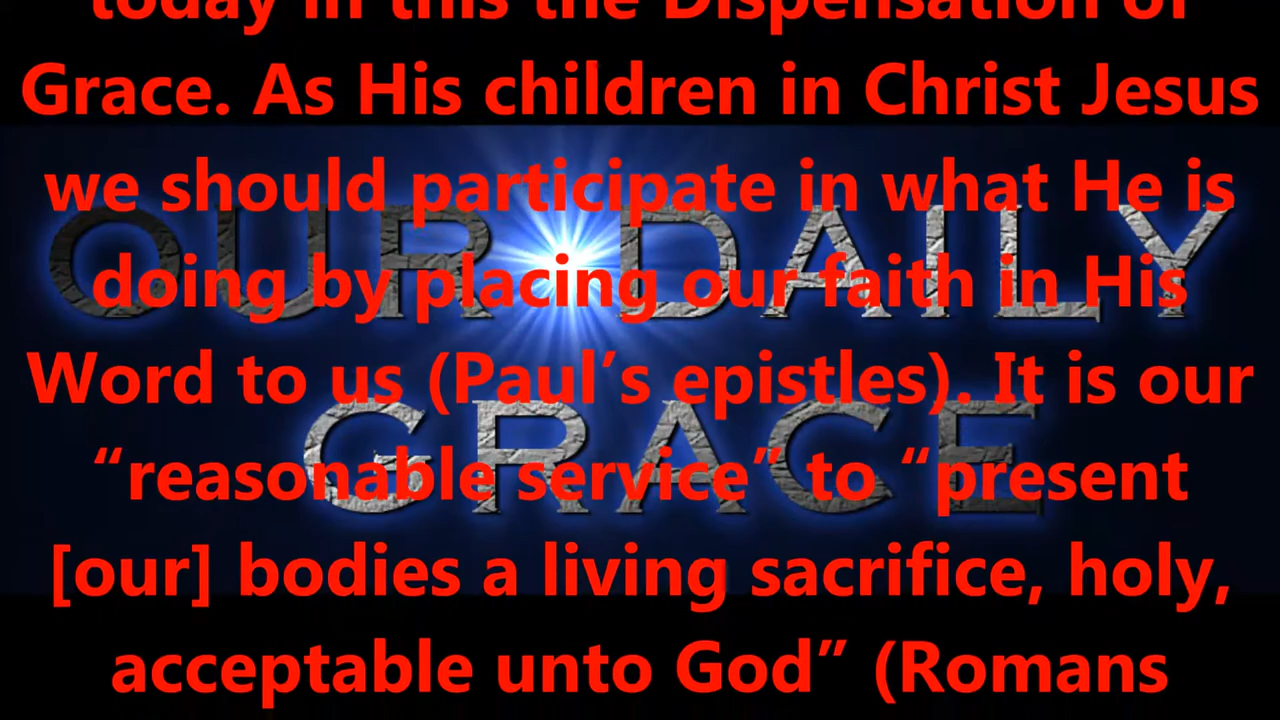 today in this the Dispensation of
Grace. As His children in Christ Jesus
we should participate in what He is
OUR DAILY
doing by placing our faith in His
Word to us (Paul’s epistles). It is our
GRACE
“reasonable service” to “present
[our] bodies a living sacrifice, holy,
acceptable unto God” (Romans